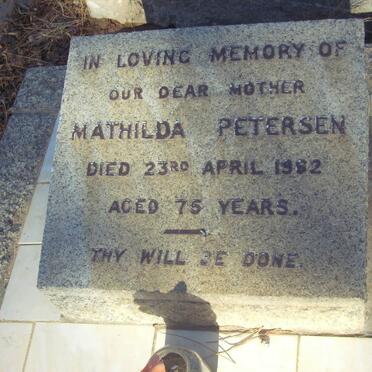 IN LOVING MEMORY OF
OUR DEAR MOTHER
MATHILDA PETERSEN
DIED 23RD APRIL 1982
AGED 75 YEARS.
THY WILL BE DONE.